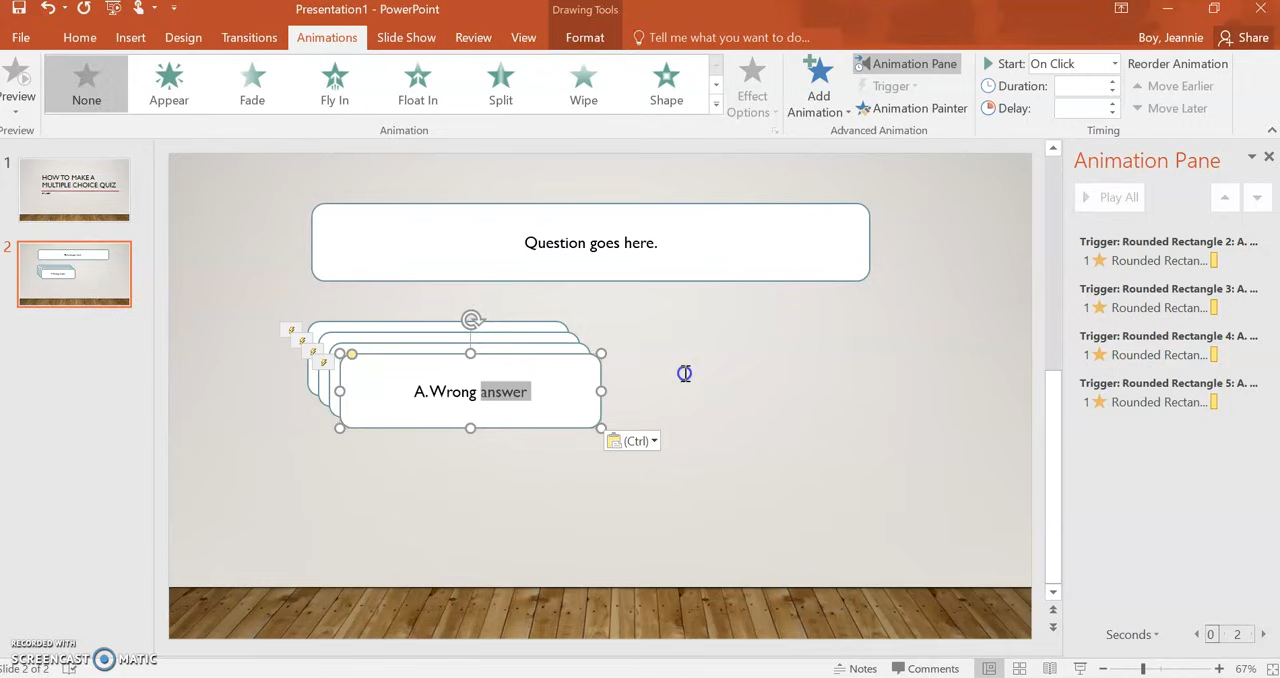 Presentation1 - PowerPoint
Drawing Tools
File Home Insert Design Transitions Animations Slide Show Review View Format Tell me what you want to do... Boy, Jeannie Share
Preview
None Appear Fade Fly In Float In Split Wipe Shape
Effect Options
Add Animation
Animation Pane
Trigger
Animation Painter
Start: On Click
Duration:
Delay:
Reorder Animation
Move Earlier
Move Later
Preview Animation Advanced Animation Timing
1
HOW TO MAKE A
MULTIPLE CHOICE QUIZ
2
Question goes here.
A. Wrong answer
(Ctrl)
Animation Pane
Play All
Trigger: Rounded Rectangle 2: A. ...
1 Rounded Rectan...
Trigger: Rounded Rectangle 3: A. ...
1 Rounded Rectan...
Trigger: Rounded Rectangle 4: A. ...
1 Rounded Rectan...
Trigger: Rounded Rectangle 5: A. ...
1 Rounded Rectan...
Seconds 0 2
RECORDED WITH
SCREENCAST MATIC
Slide 2 of 2 Notes Comments 67%